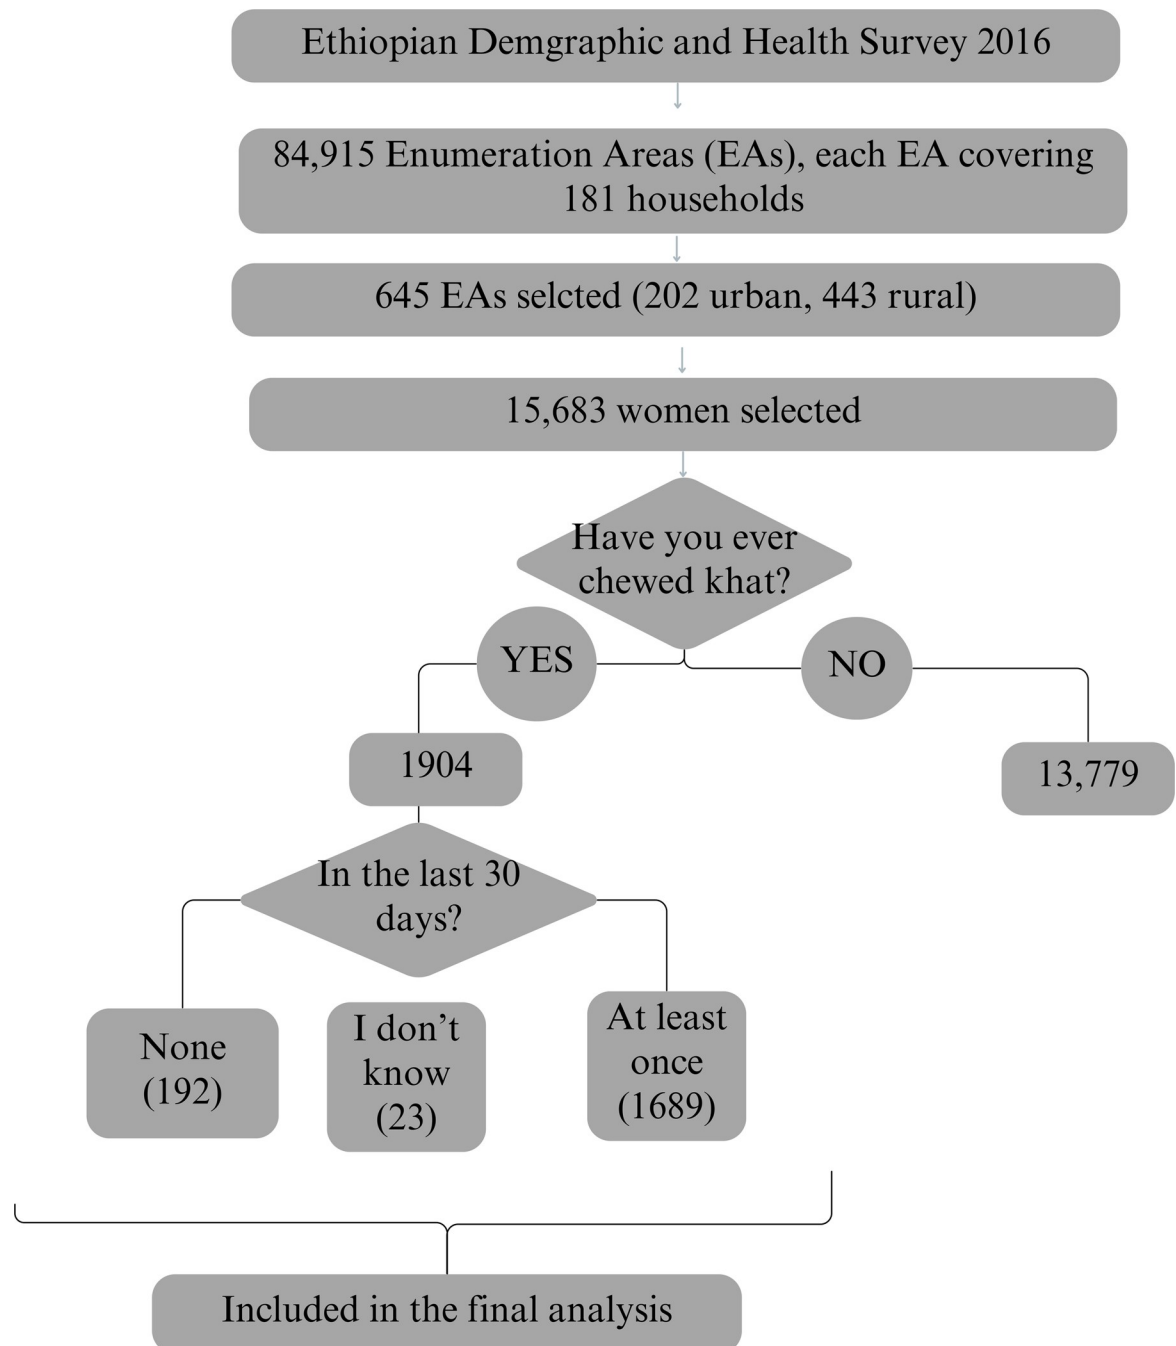 Ethiopian Demgraphic and Health Survey 2016
84,915 Enumeration Areas (EAs), each EA covering
181 households
645 EAs selcted (202 urban, 443 rural)
15,683 women selected
Have you ever
chewed khat?
YES
NO
1904
13,779
In the last 30
days?
None
(192)
I don’t
know
(23)
At least
once
(1689)
Included in the final analysis